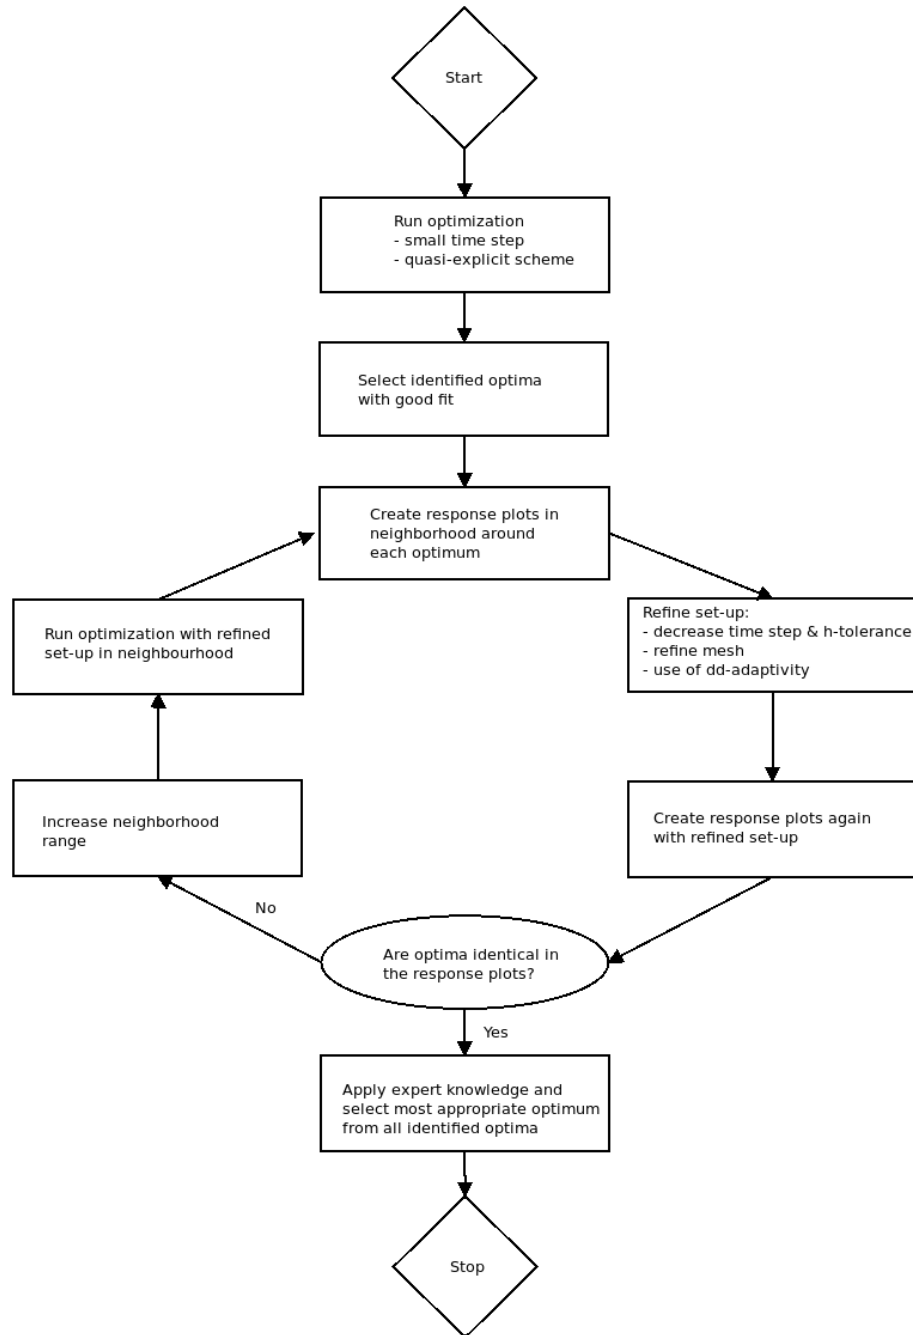 Start
Run optimization
- small time step
- quasi-explicit scheme
Select identified optima
with good fit
Create response plots in
neighborhood around
each optimum
Run optimization with refined
set-up in neighbourhood
Refine set-up:
- decrease time step & h-tolerance
- refine mesh
- use of dd-adaptivity
Increase neighborhood
range
Create response plots again
with refined set-up
No
Are optima identical in
the response plots?
Yes
Apply expert knowledge and
select most appropriate optimum
from all identified optima
Stop